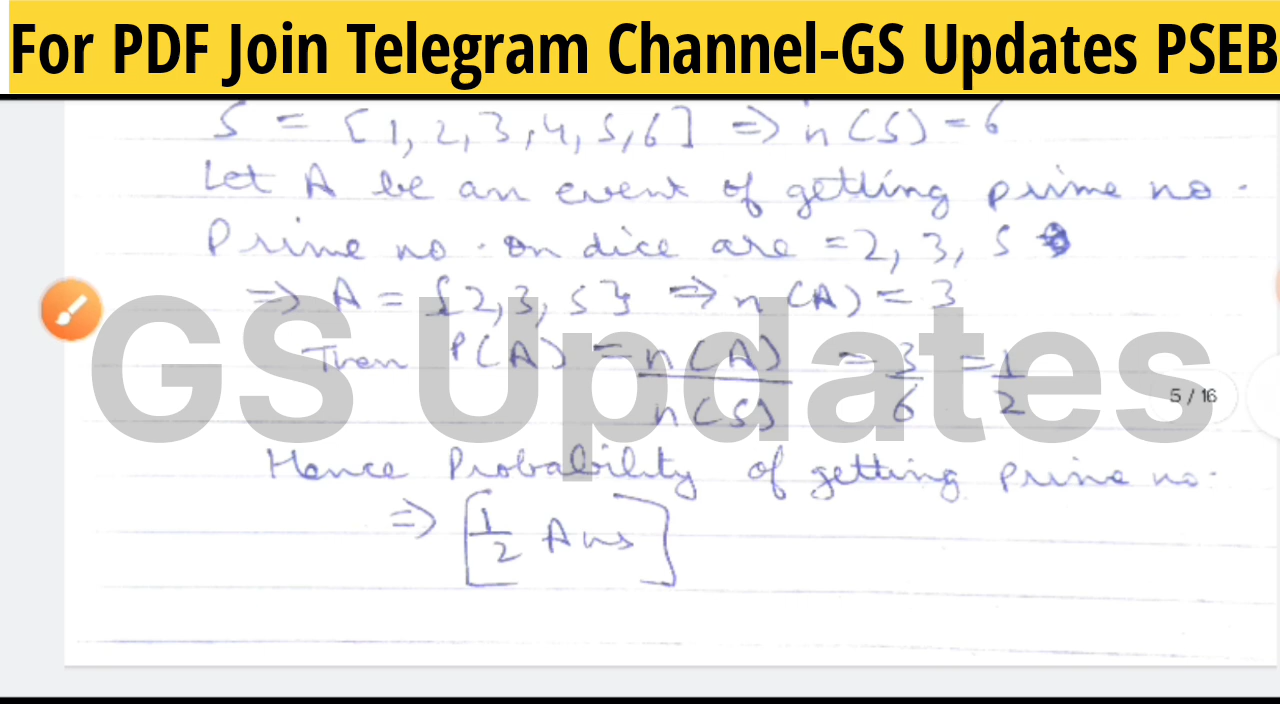 For PDF Join Telegram Channel-GS Updates PSEB
S = [1, 2, 3, 4, 5, 6] => n(S) = 6
Let A be an event of getting prime no.
Prime no. on dice are = 2, 3, 5
=> A = {2, 3, 5} => n(A) = 3
Then P(A) = n(A)/n(S) = 3/6 = 1/2
5 / 16
GS Updates
Hence Probability of getting prime no.
=> [1/2 Ans]